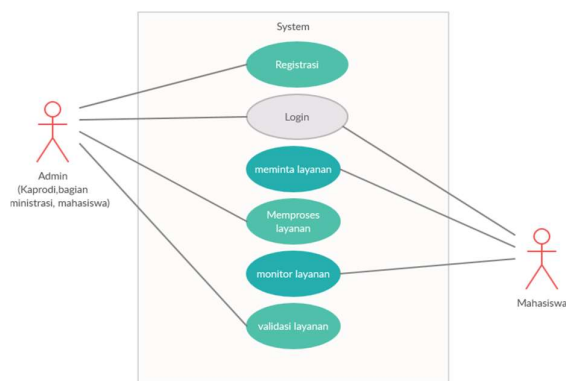 System
Registrasi
Login
meminta layanan
Memproses
layanan
monitor layanan
validasi layanan
Admin
(Kaprodi,bagian
ministrasi, mahasiswa)
Mahasiswa